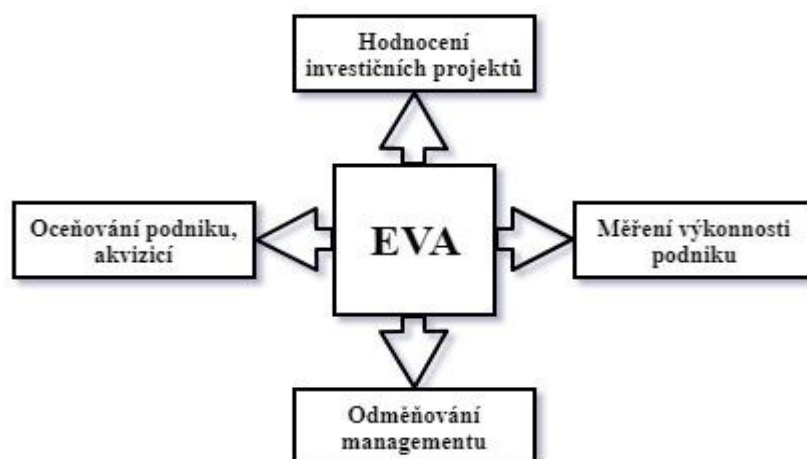 Hodnocení
investičních projektů
Oceňování podniku,
akvizicí
EVA
Měření výkonnosti
podniku
Odměňování
managementu